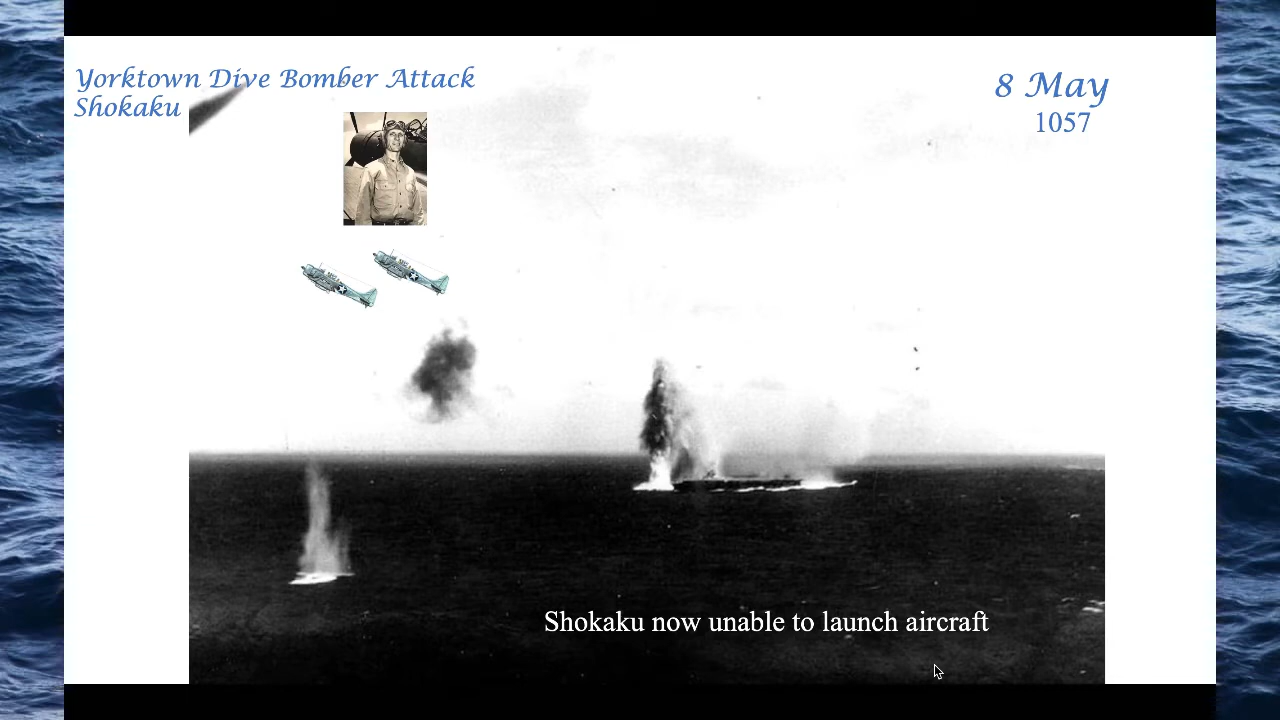 Yorktown Dive Bomber Attack
Shokaku
8 May
1057
Shokaku now unable to launch aircraft